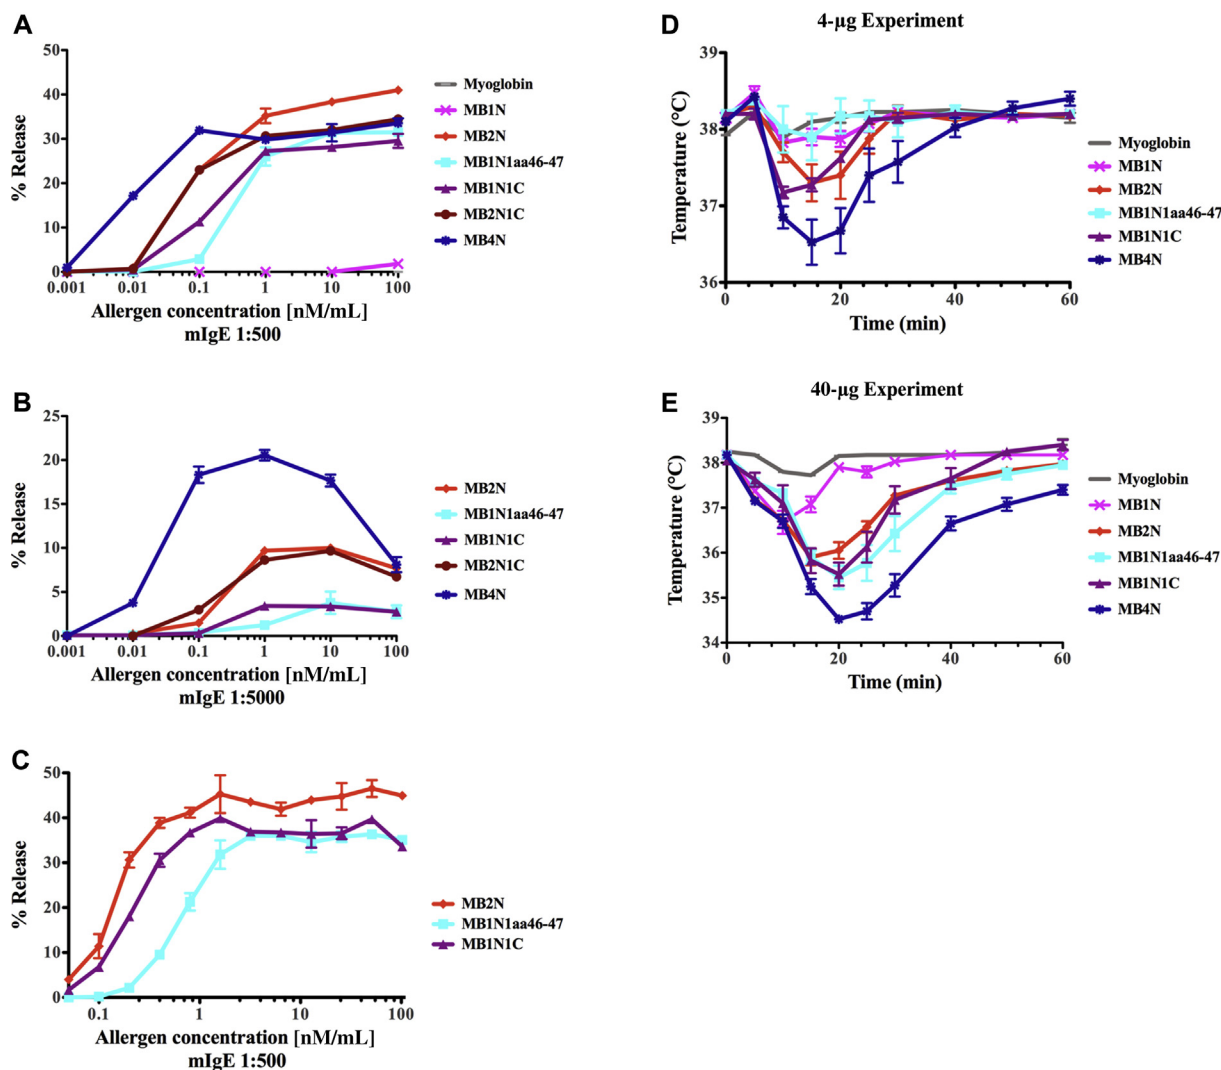 A
50
40
30
20
10
0
% Release
0.001
0.01
0.1
1
10
100
Allergen concentration [nM/mL]
mIgE 1:500
Myoglobin
MB1N
MB2N
MB1N1aa46-47
MB1N1C
MB2N1C
MB4N
B
25
20
15
10
5
0
% Release
0.001
0.01
0.1
1
10
100
Allergen concentration [nM/mL]
mIgE 1:5000
MB2N
MB1N1aa46-47
MB1N1C
MB2N1C
MB4N
C
50
40
30
20
10
0
% Release
0.1
1
10
100
Allergen concentration [nM/mL]
mIgE 1:500
MB2N
MB1N1aa46-47
MB1N1C
D
4-µg Experiment
39
38
37
36
Temperature (°C)
0
20
40
60
Time (min)
Myoglobin
MB1N
MB2N
MB1N1aa46-47
MB1N1C
MB4N
E
40-µg Experiment
39
38
37
36
35
34
Temperature (°C)
0
20
40
60
Time (min)
Myoglobin
MB1N
MB2N
MB1N1aa46-47
MB1N1C
MB4N